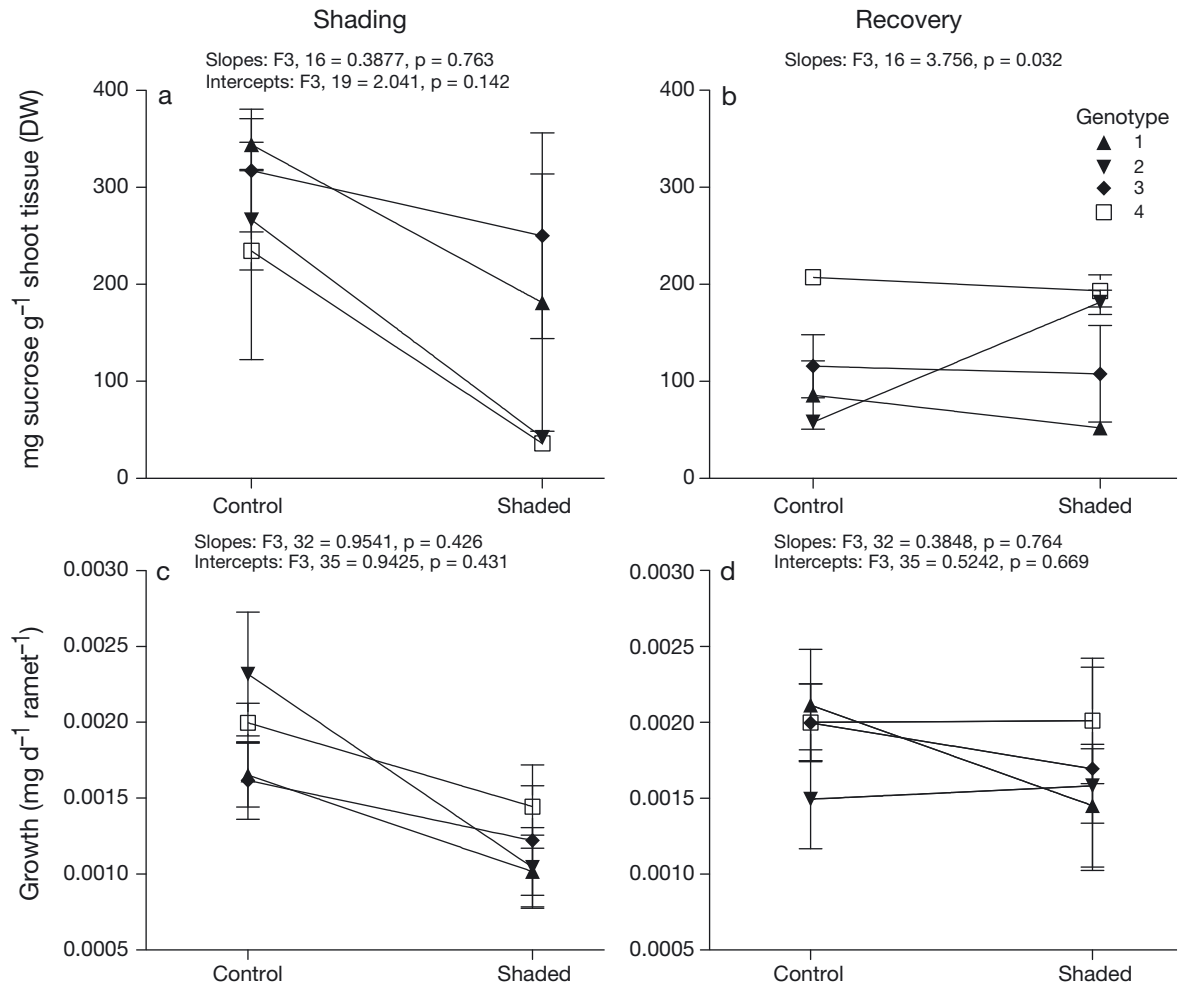 Shading
Recovery
Slopes: F3, 16 = 0.3877, p = 0.763
Intercepts: F3, 19 = 2.041, p = 0.142
Slopes: F3, 16 = 3.756, p = 0.032
mg sucrose g⁻¹ shoot tissue (DW)
400
300
200
100
0
a
Control
Shaded
400
300
200
100
0
b
Genotype
1
2
3
4
Control
Shaded
Slopes: F3, 32 = 0.9541, p = 0.426
Intercepts: F3, 35 = 0.9425, p = 0.431
Growth (mg d⁻¹ ramet⁻¹)
0.0030
0.0025
0.0020
0.0015
0.0010
0.0005
c
Control
Shaded
Slopes: F3, 32 = 0.3848, p = 0.764
Intercepts: F3, 35 = 0.5242, p = 0.669
0.0030
0.0025
0.0020
0.0015
0.0010
0.0005
d
Control
Shaded